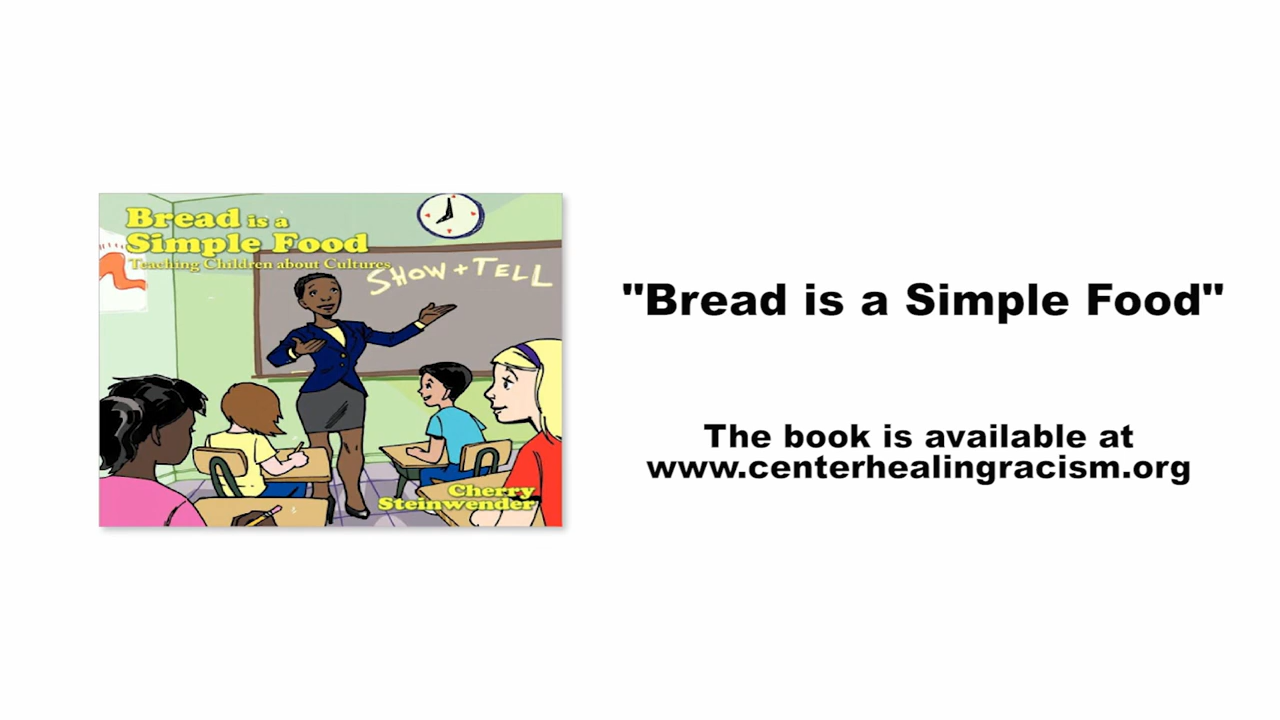 Bread is a
Simple Food
Teaching Children about Cultures
SHOW + TELL
Cherry
Steinwender
"Bread is a Simple Food"
The book is available at
www.centerhealingracism.org